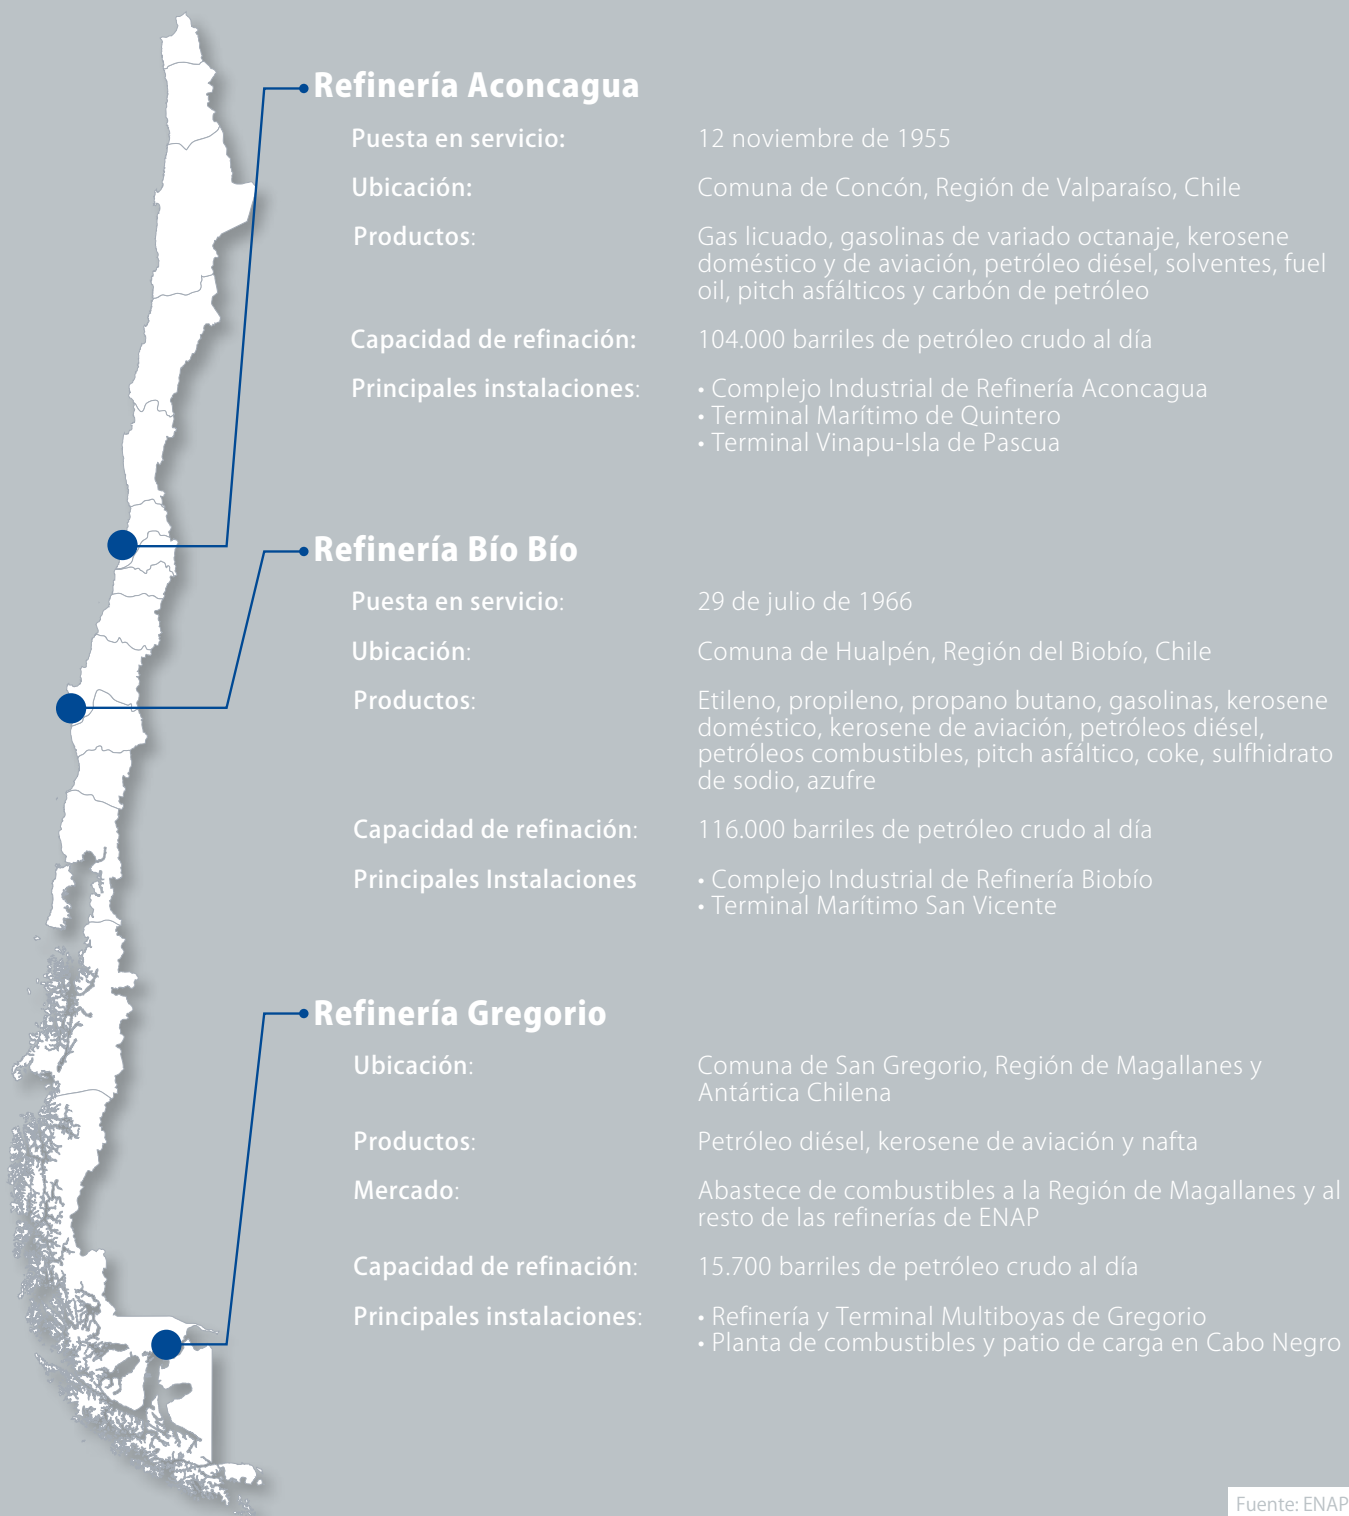 Refinería Aconcagua
Puesta en servicio: 12 noviembre de 1955
Ubicación: Comuna de Concón, Región de Valparaíso, Chile
Productos: Gas licuado, gasolinas de variado octanaje, kerosene
doméstico y de aviación, petróleo diésel, solventes, fuel
oil, pitch asfálticos y carbón de petróleo
Capacidad de refinación: 104.000 barriles de petróleo crudo al día
Principales instalaciones: • Complejo Industrial de Refinería Aconcagua
• Terminal Marítimo de Quintero
• Terminal Vinapu-Isla de Pascua
Refinería Bío Bío
Puesta en servicio: 29 de julio de 1966
Ubicación: Comuna de Hualpén, Región del Biobío, Chile
Productos: Etileno, propileno, propano butano, gasolinas, kerosene
doméstico, kerosene de aviación, petróleos diésel,
petróleos combustibles, pitch asfáltico, coke, sulfhidrato
de sodio, azufre
Capacidad de refinación: 116.000 barriles de petróleo crudo al día
Principales Instalaciones • Complejo Industrial de Refinería Biobío
• Terminal Marítimo San Vicente
Refinería Gregorio
Ubicación: Comuna de San Gregorio, Región de Magallanes y
Antártica Chilena
Productos: Petróleo diésel, kerosene de aviación y nafta
Mercado: Abastece de combustibles a la Región de Magallanes y al
resto de las refinerías de ENAP
Capacidad de refinación: 15.700 barriles de petróleo crudo al día
Principales instalaciones: • Refinería y Terminal Multiboyas de Gregorio
• Planta de combustibles y patio de carga en Cabo Negro
Fuente: ENAP